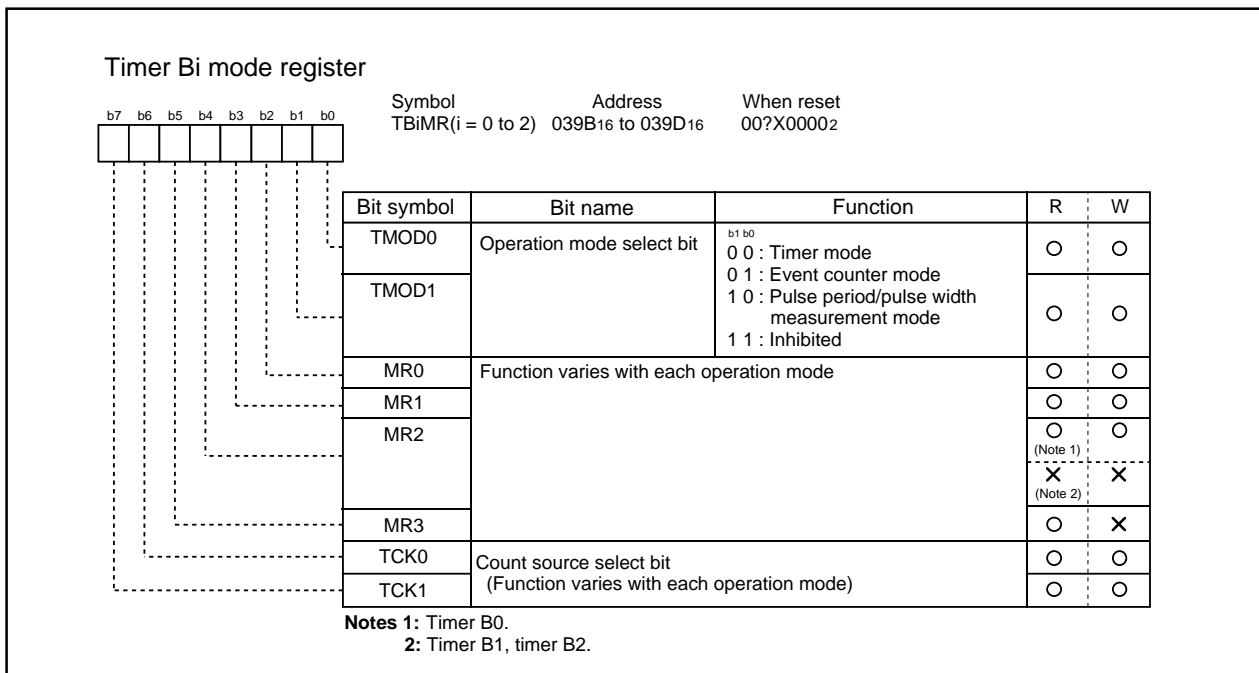 Timer Bi mode register
Symbol Address When reset
b7 b6 b5 b4 b3 b2 b1 b0
TBiMR(i = 0 to 2) 039B16 to 039D16 00?X00002
Bit symbol Bit name Function R W
TMOD0 Operation mode select bit
b1 b0
0 0 : Timer mode
0 1 : Event counter mode
TMOD1
1 0 : Pulse period/pulse width
measurement mode
1 1 : Inhibited
MR0 Function varies with each operation mode
MR1
MR2
(Note 1)
(Note 2)
MR3
TCK0
Count source select bit
(Function varies with each operation mode)
TCK1
Notes 1: Timer B0.
2: Timer B1, timer B2.